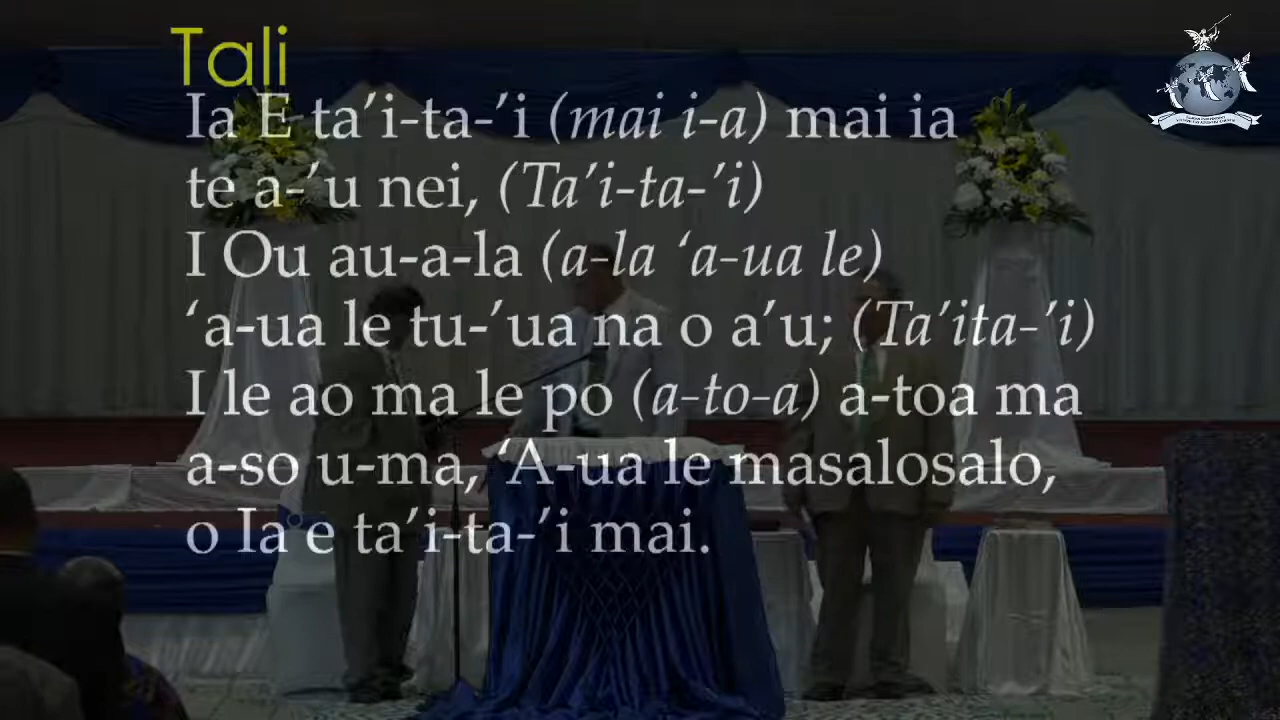 Tali
Ia E ta’i-ta-’i (mai i-a) mai ia
te a-’u nei, (Ta’i-ta-’i)
I Ou au-a-la (a-la ‘a-ua le)
‘a-ua le tu-’ua na o a’u; (Ta’ita-’i)
I le ao ma le po (a-to-a) a-toa ma
a-so u-ma, ‘A-ua le masalosalo,
o Ia e ta’i-ta-’i mai.